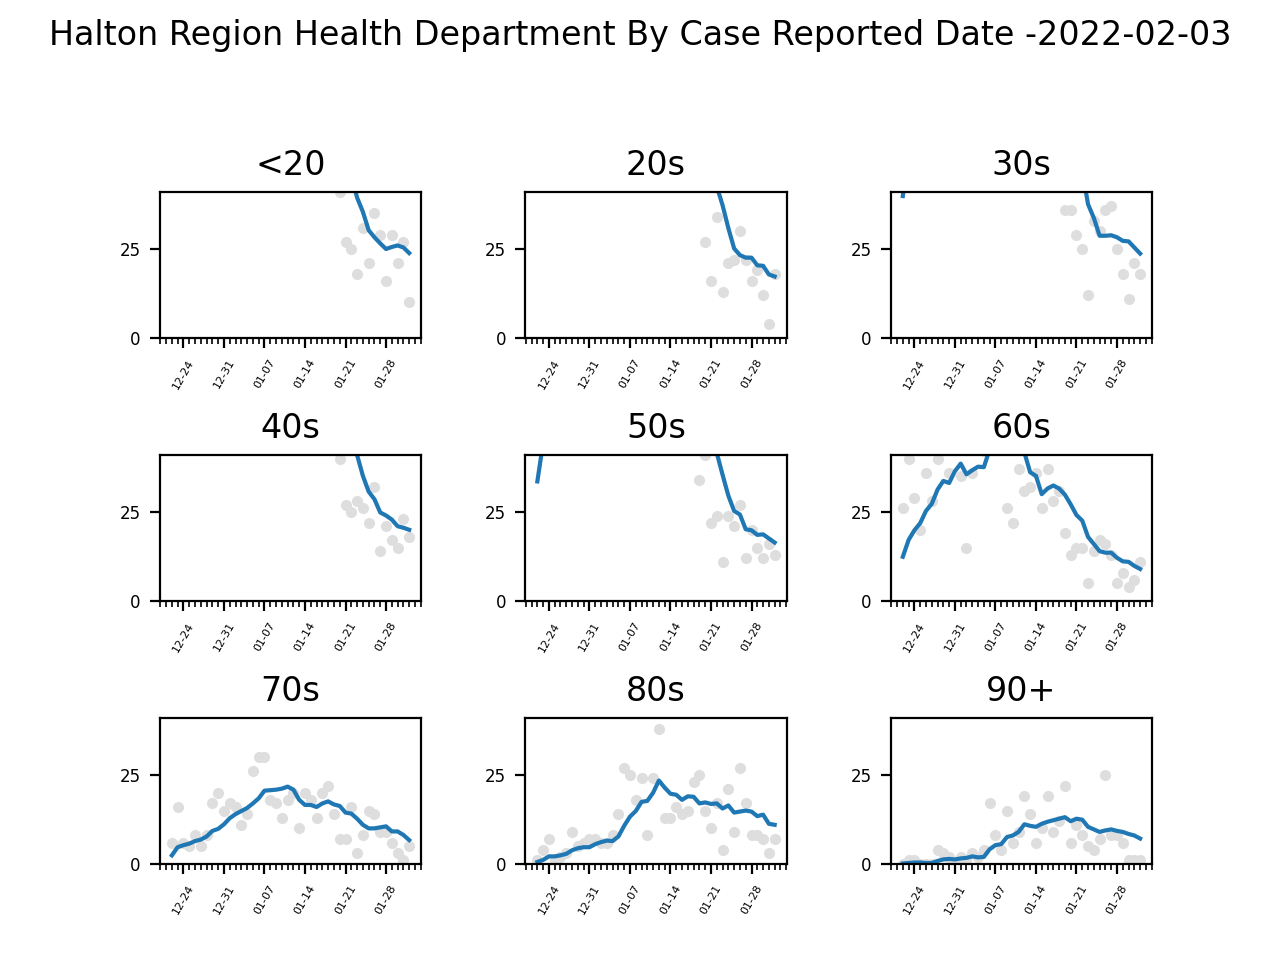 Halton Region Health Department By Case Reported Date -2022-02-03
<20 20s 30s
25 25 25
0 0 0
12-24 12-31 01-07 01-14 01-21 01-28 12-24 12-31 01-07 01-14 01-21 01-28 12-24 12-31 01-07 01-14 01-21 01-28
40s 50s 60s
25 25 25
0 0 0
12-24 12-31 01-07 01-14 01-21 01-28 12-24 12-31 01-07 01-14 01-21 01-28 12-24 12-31 01-07 01-14 01-21 01-28
70s 80s 90+
25 25 25
0 0 0
12-24 12-31 01-07 01-14 01-21 01-28 12-24 12-31 01-07 01-14 01-21 01-28 12-24 12-31 01-07 01-14 01-21 01-28